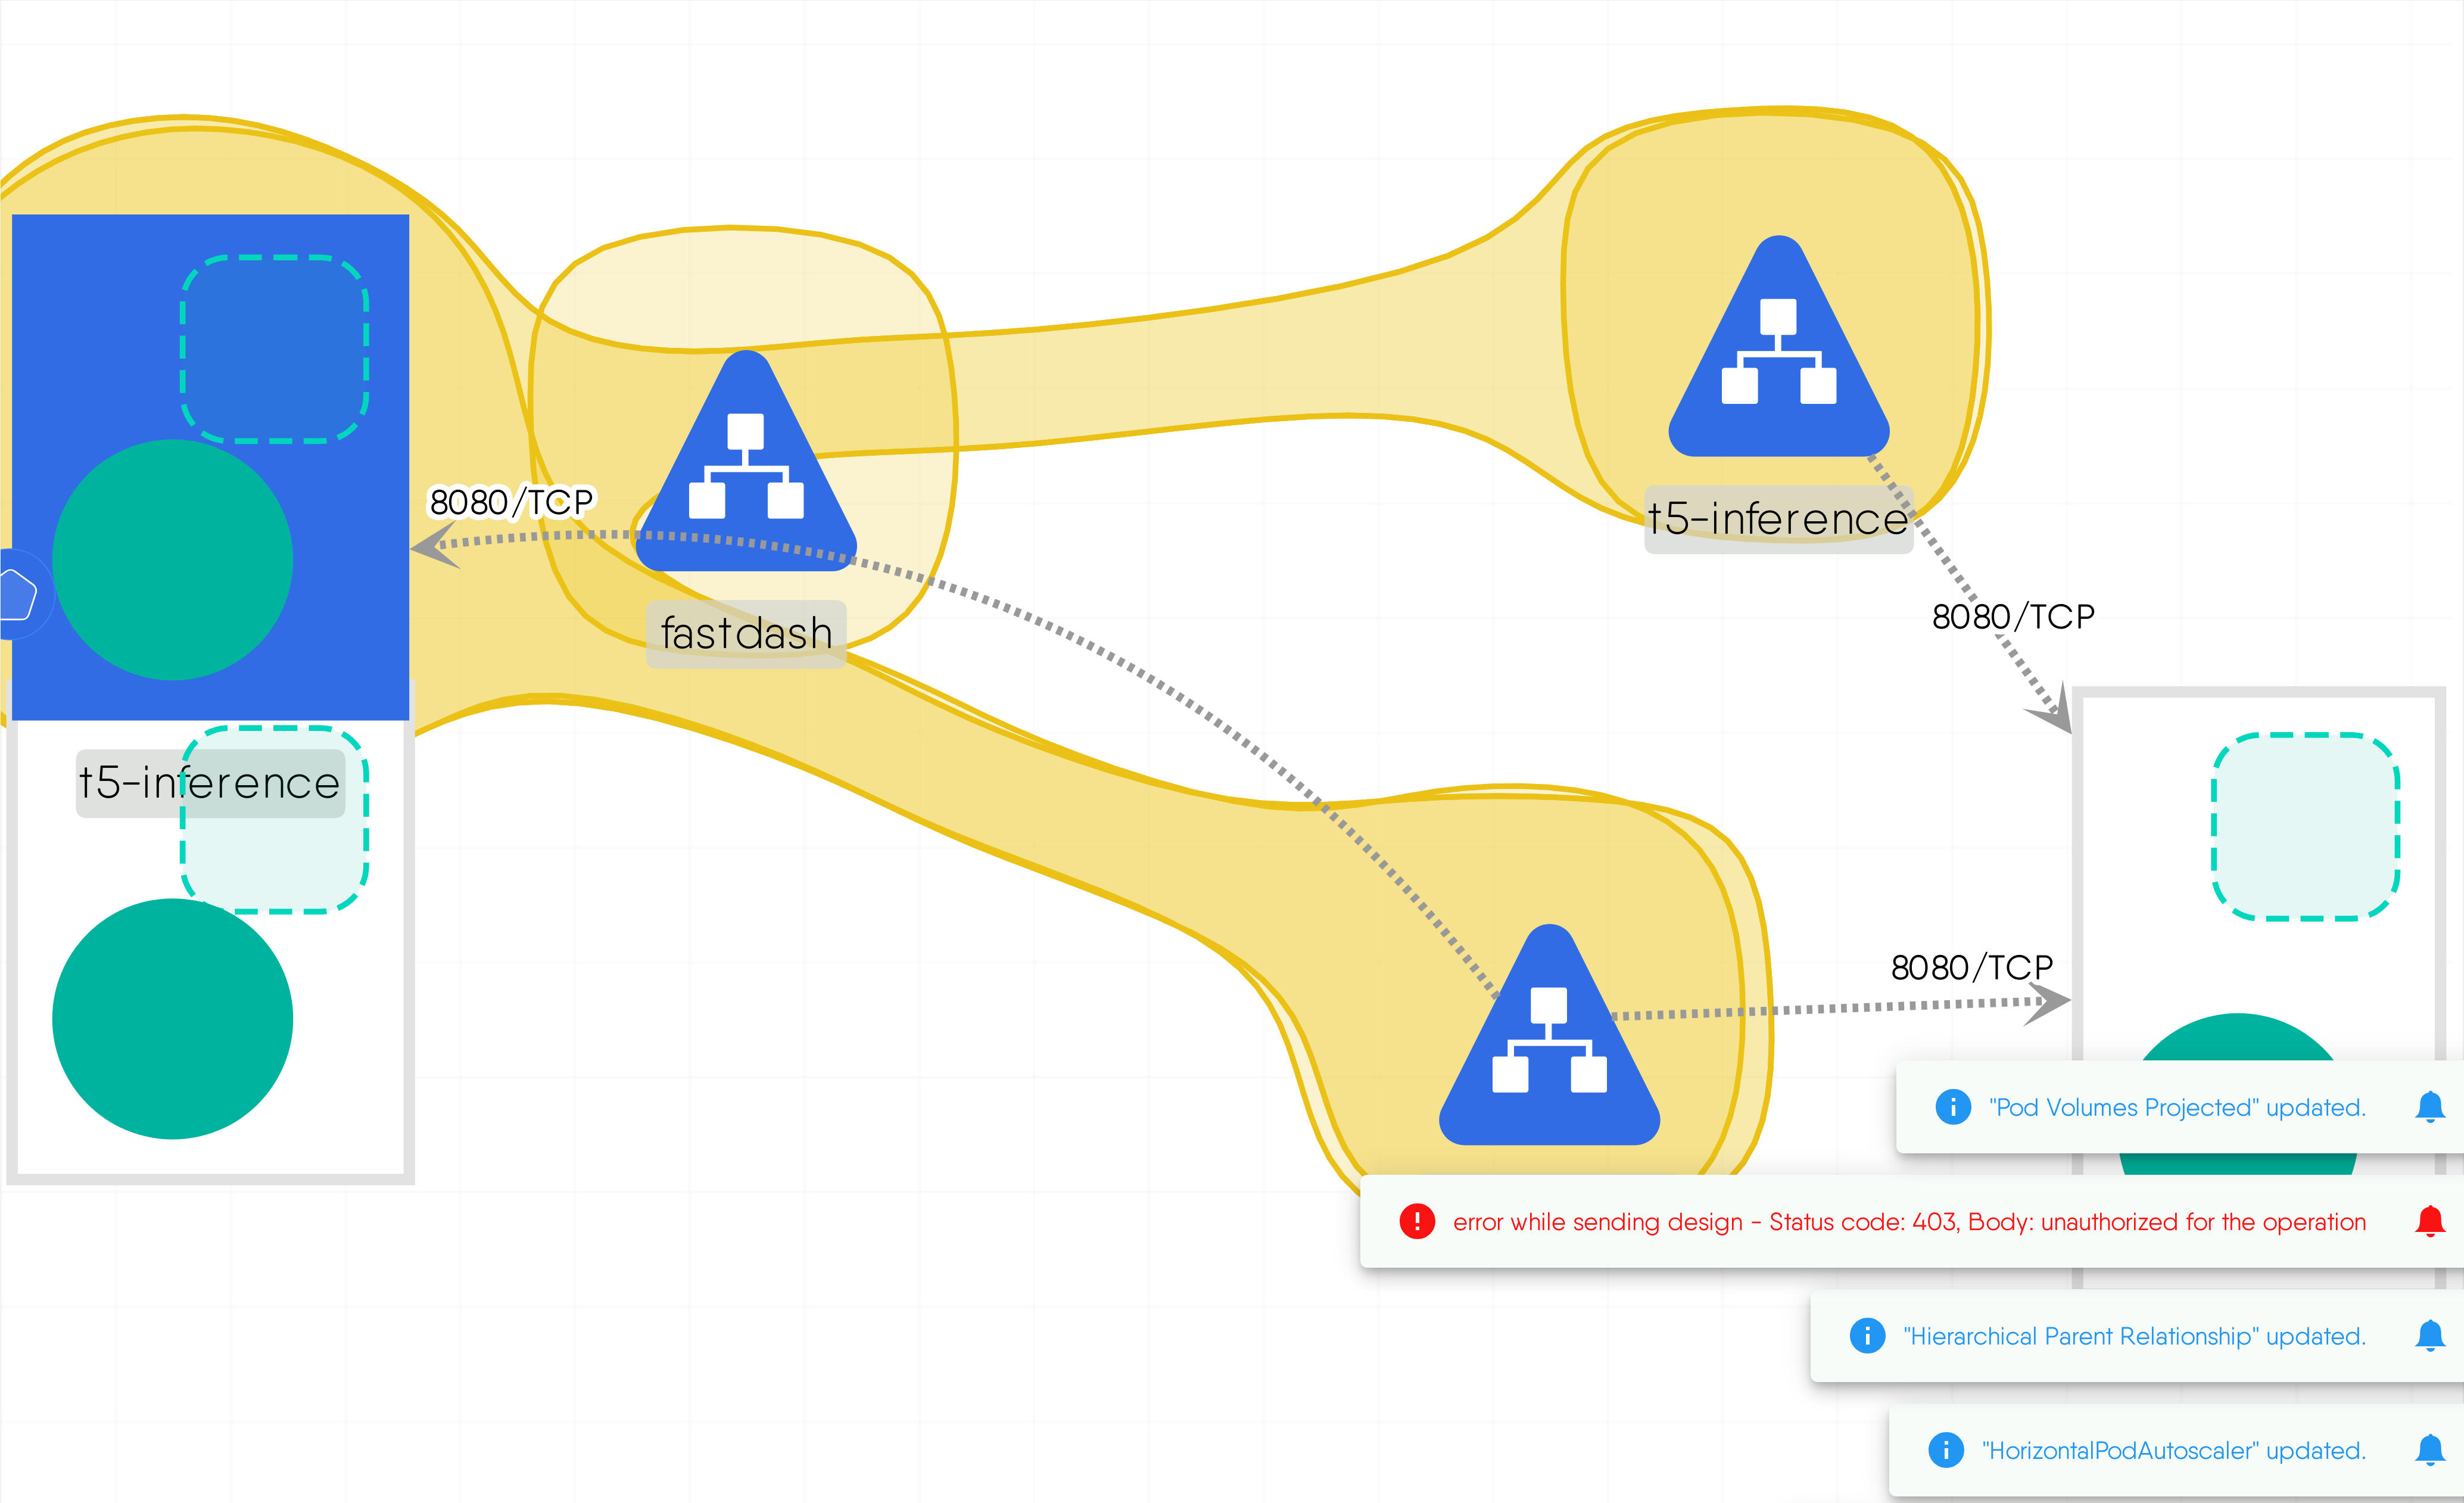 8080/TCP
t5-inference
8080/TCP
fastdash
t5-inference
8080/TCP
"Pod Volumes Projected" updated.
error while sending design - Status code: 403, Body: unauthorized for the operation
"Hierarchical Parent Relationship" updated.
"HorizontalPodAutoscaler" updated.